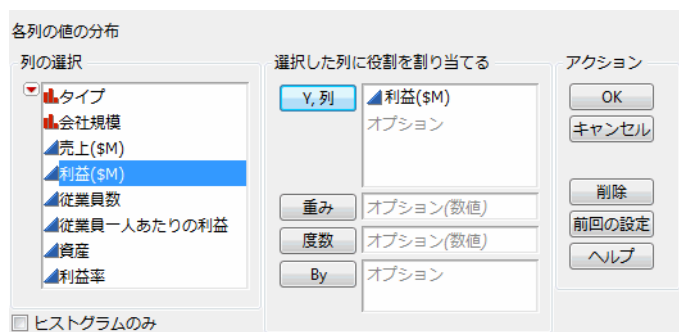 各列の値の分布
列の選択
タイプ
会社規模
売上($M)
利益($M)
従業員数
従業員一人あたりの利益
資産
利益率
ヒストグラムのみ
選択した列に役割を割り当てる
Y, 列
利益($M)
オプション
重み
オプション(数値)
度数
オプション(数値)
By
オプション
アクション
OK
キャンセル
削除
前回の設定
ヘルプ